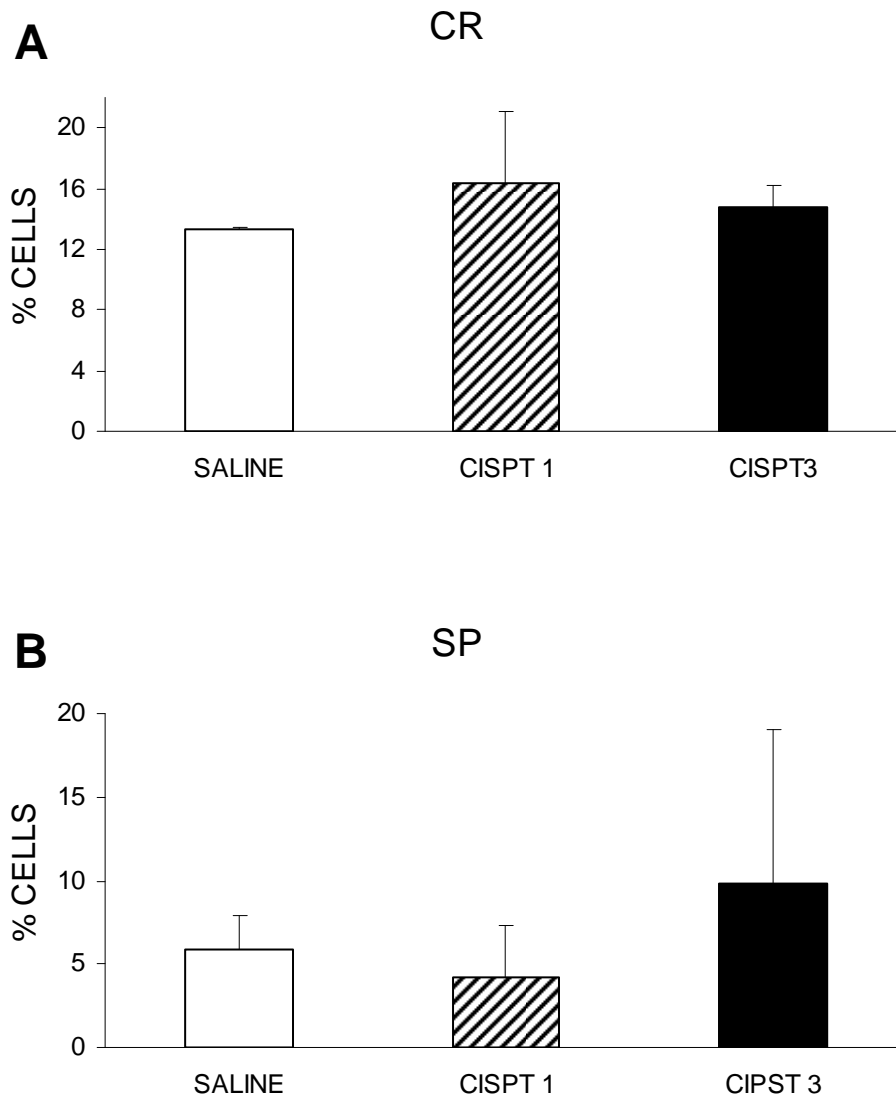 A
CR
% CELLS
20
16
12
8
4
0
SALINE CISPT 1 CISPT3
B
SP
% CELLS
20
15
10
5
0
SALINE CISPT 1 CIPST 3